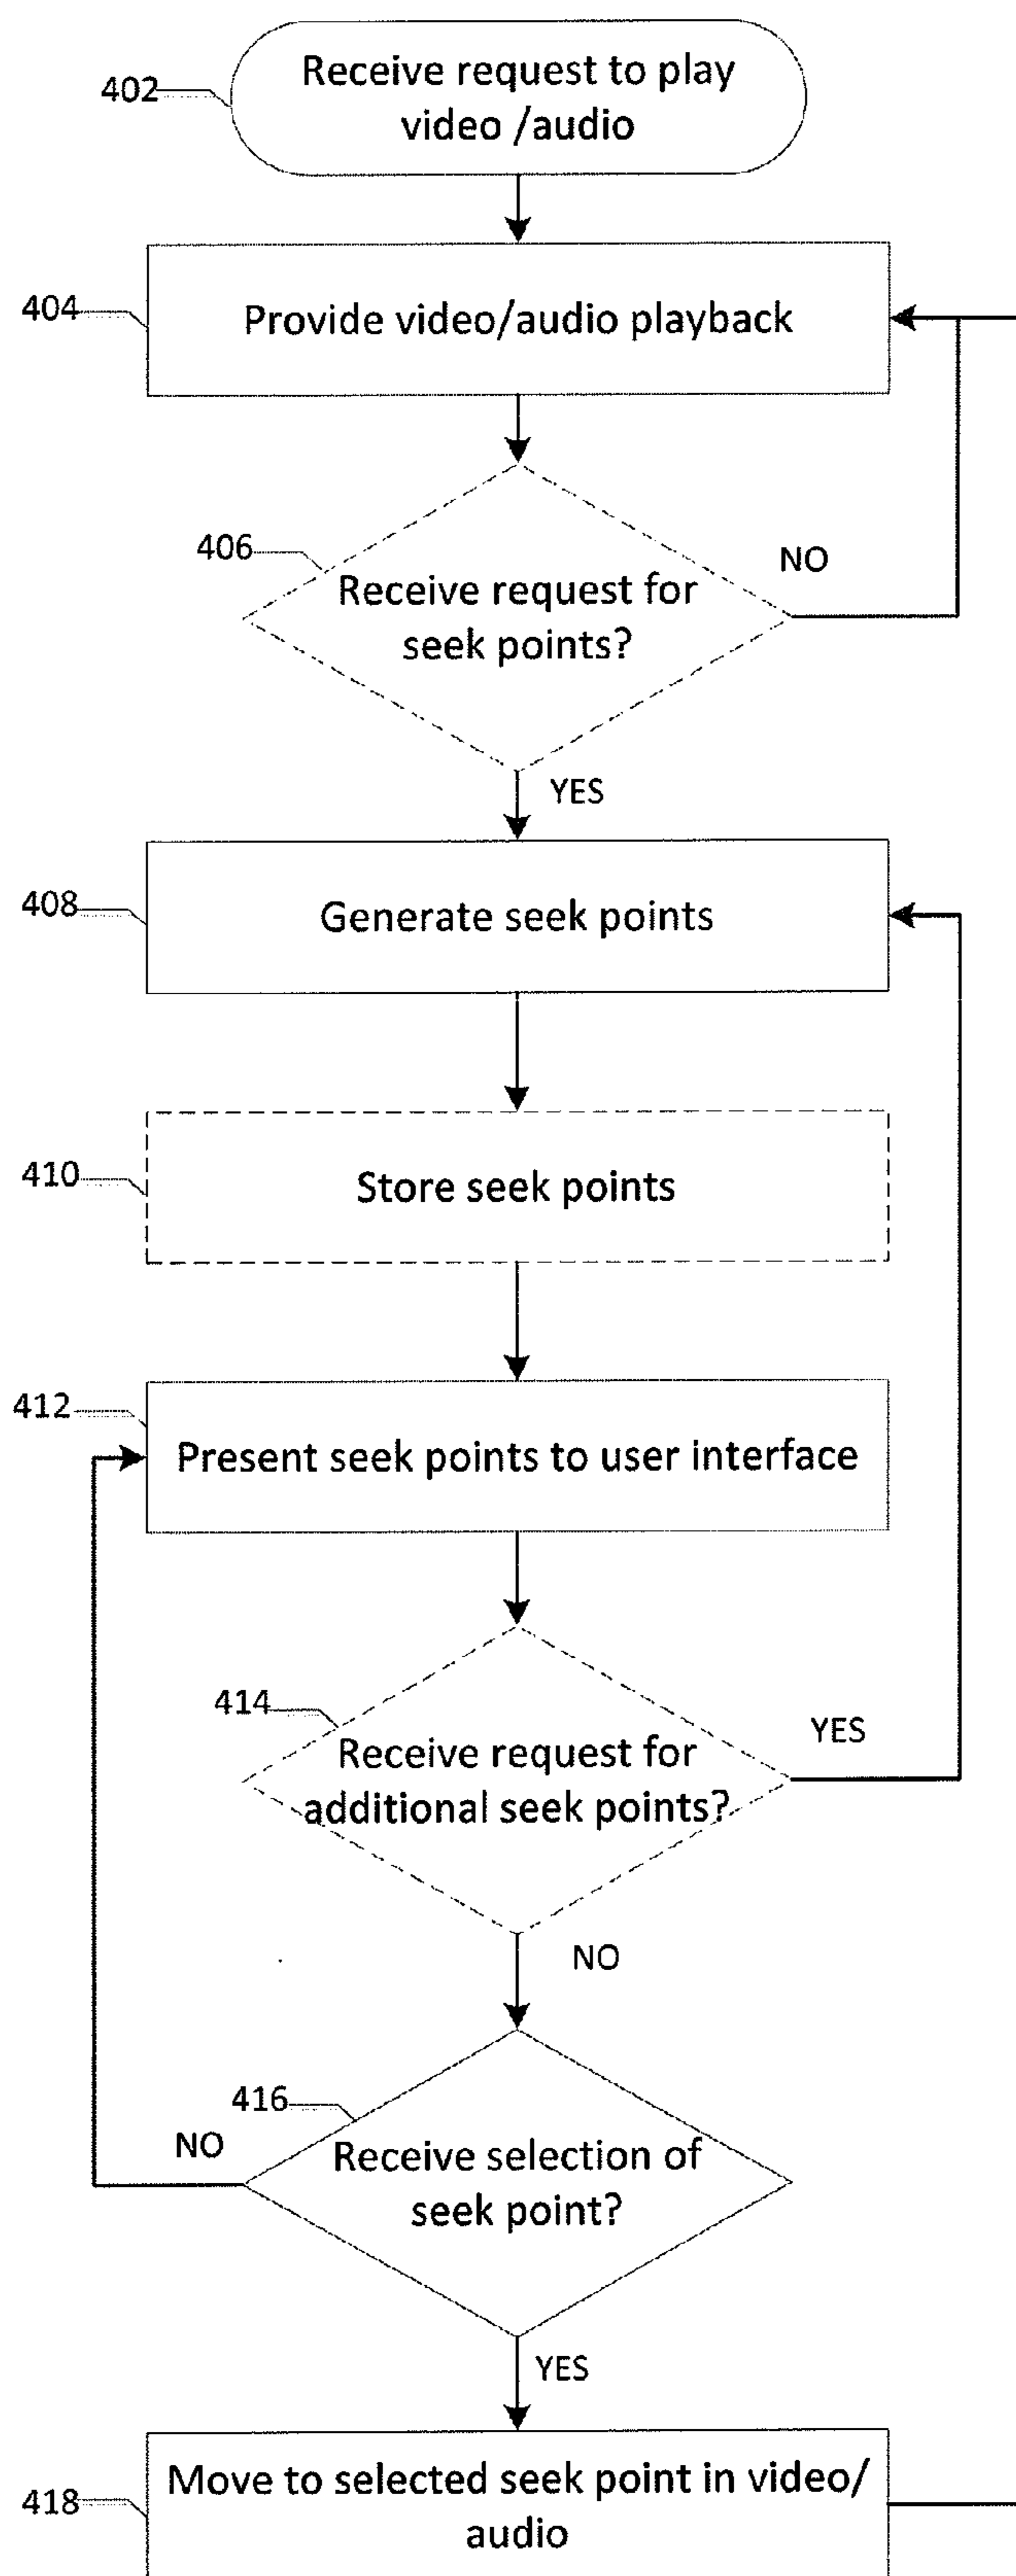 402
Receive request to play
video /audio
404
Provide video/audio playback
406
Receive request for
seek points?
NO
YES
408
Generate seek points
410
Store seek points
412
Present seek points to user interface
414
Receive request for
additional seek points?
YES
NO
416
Receive selection of
seek point?
NO
YES
418
Move to selected seek point in video/
audio